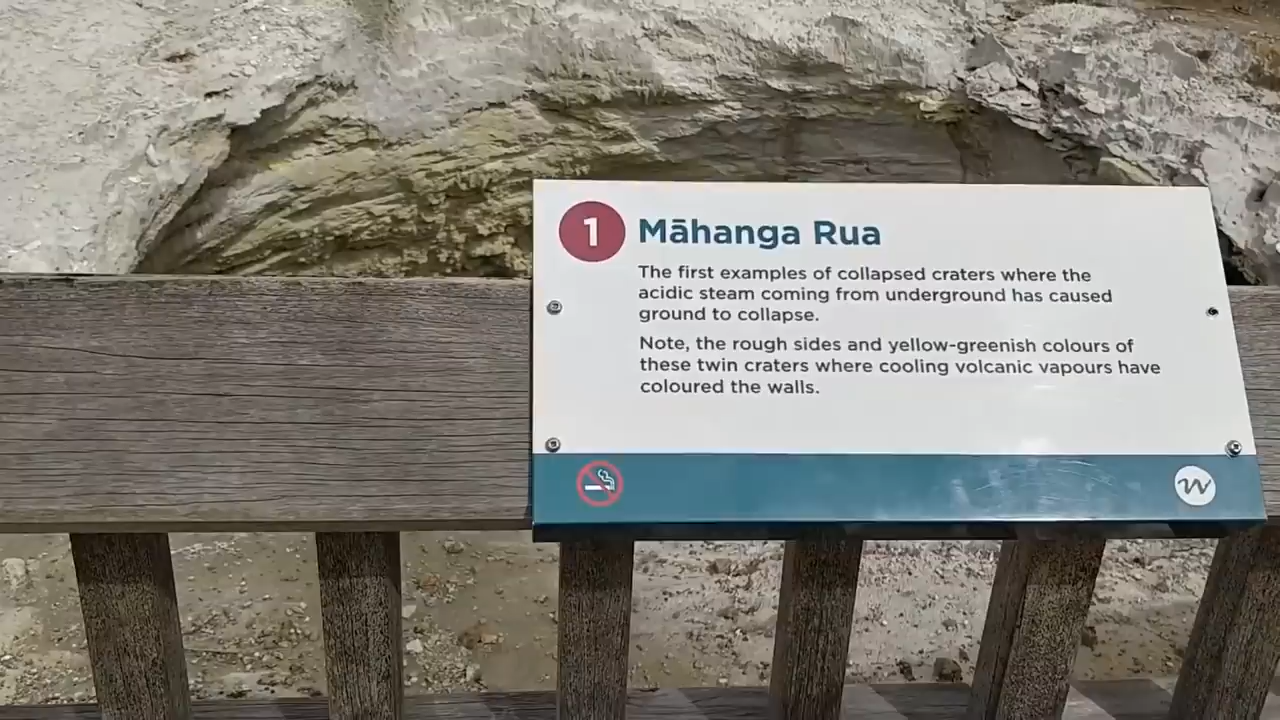 1 Māhanga Rua
The first examples of collapsed craters where the
acidic steam coming from underground has caused
ground to collapse.
Note, the rough sides and yellow-greenish colours of
these twin craters where cooling volcanic vapours have
coloured the walls.
w